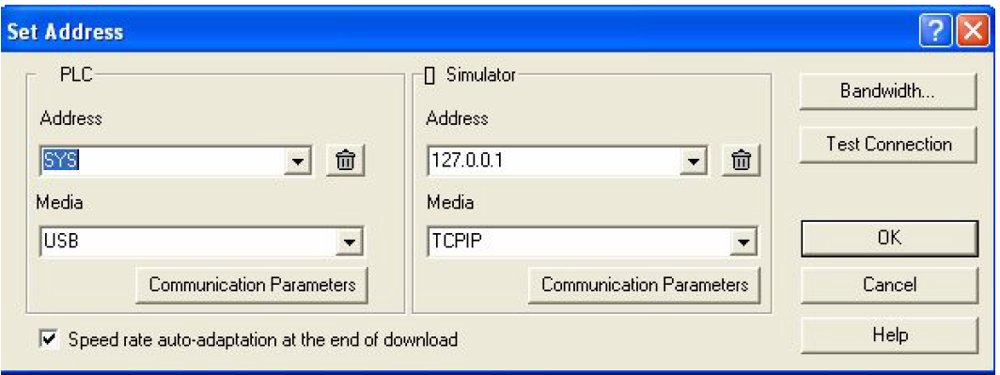 Set Address
PLC
Address
SYS
Media
USB
Communication Parameters
Simulator
Address
127.0.0.1
Media
TCPIP
Communication Parameters
Speed rate auto-adaptation at the end of download
Bandwidth...
Test Connection
OK
Cancel
Help